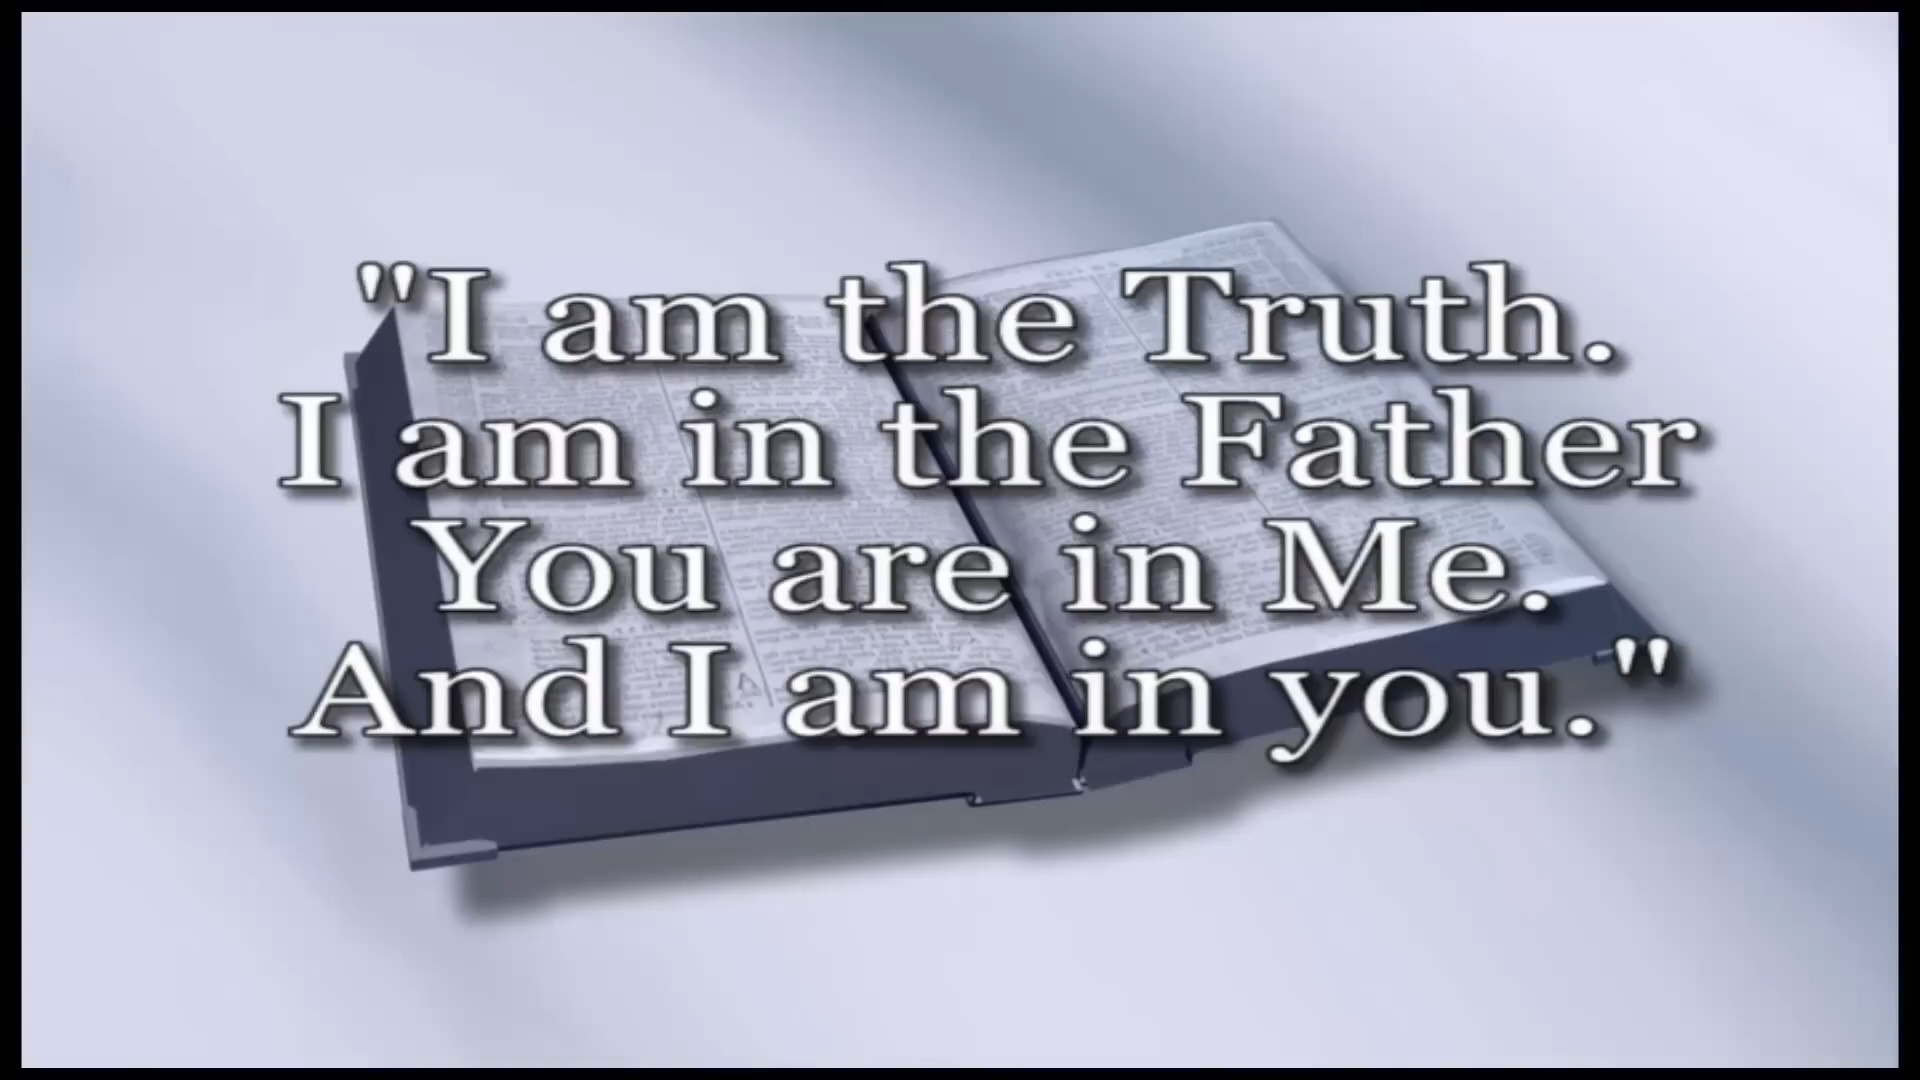 "I am the Truth.
I am in the Father
You are in Me.
And I am in you."